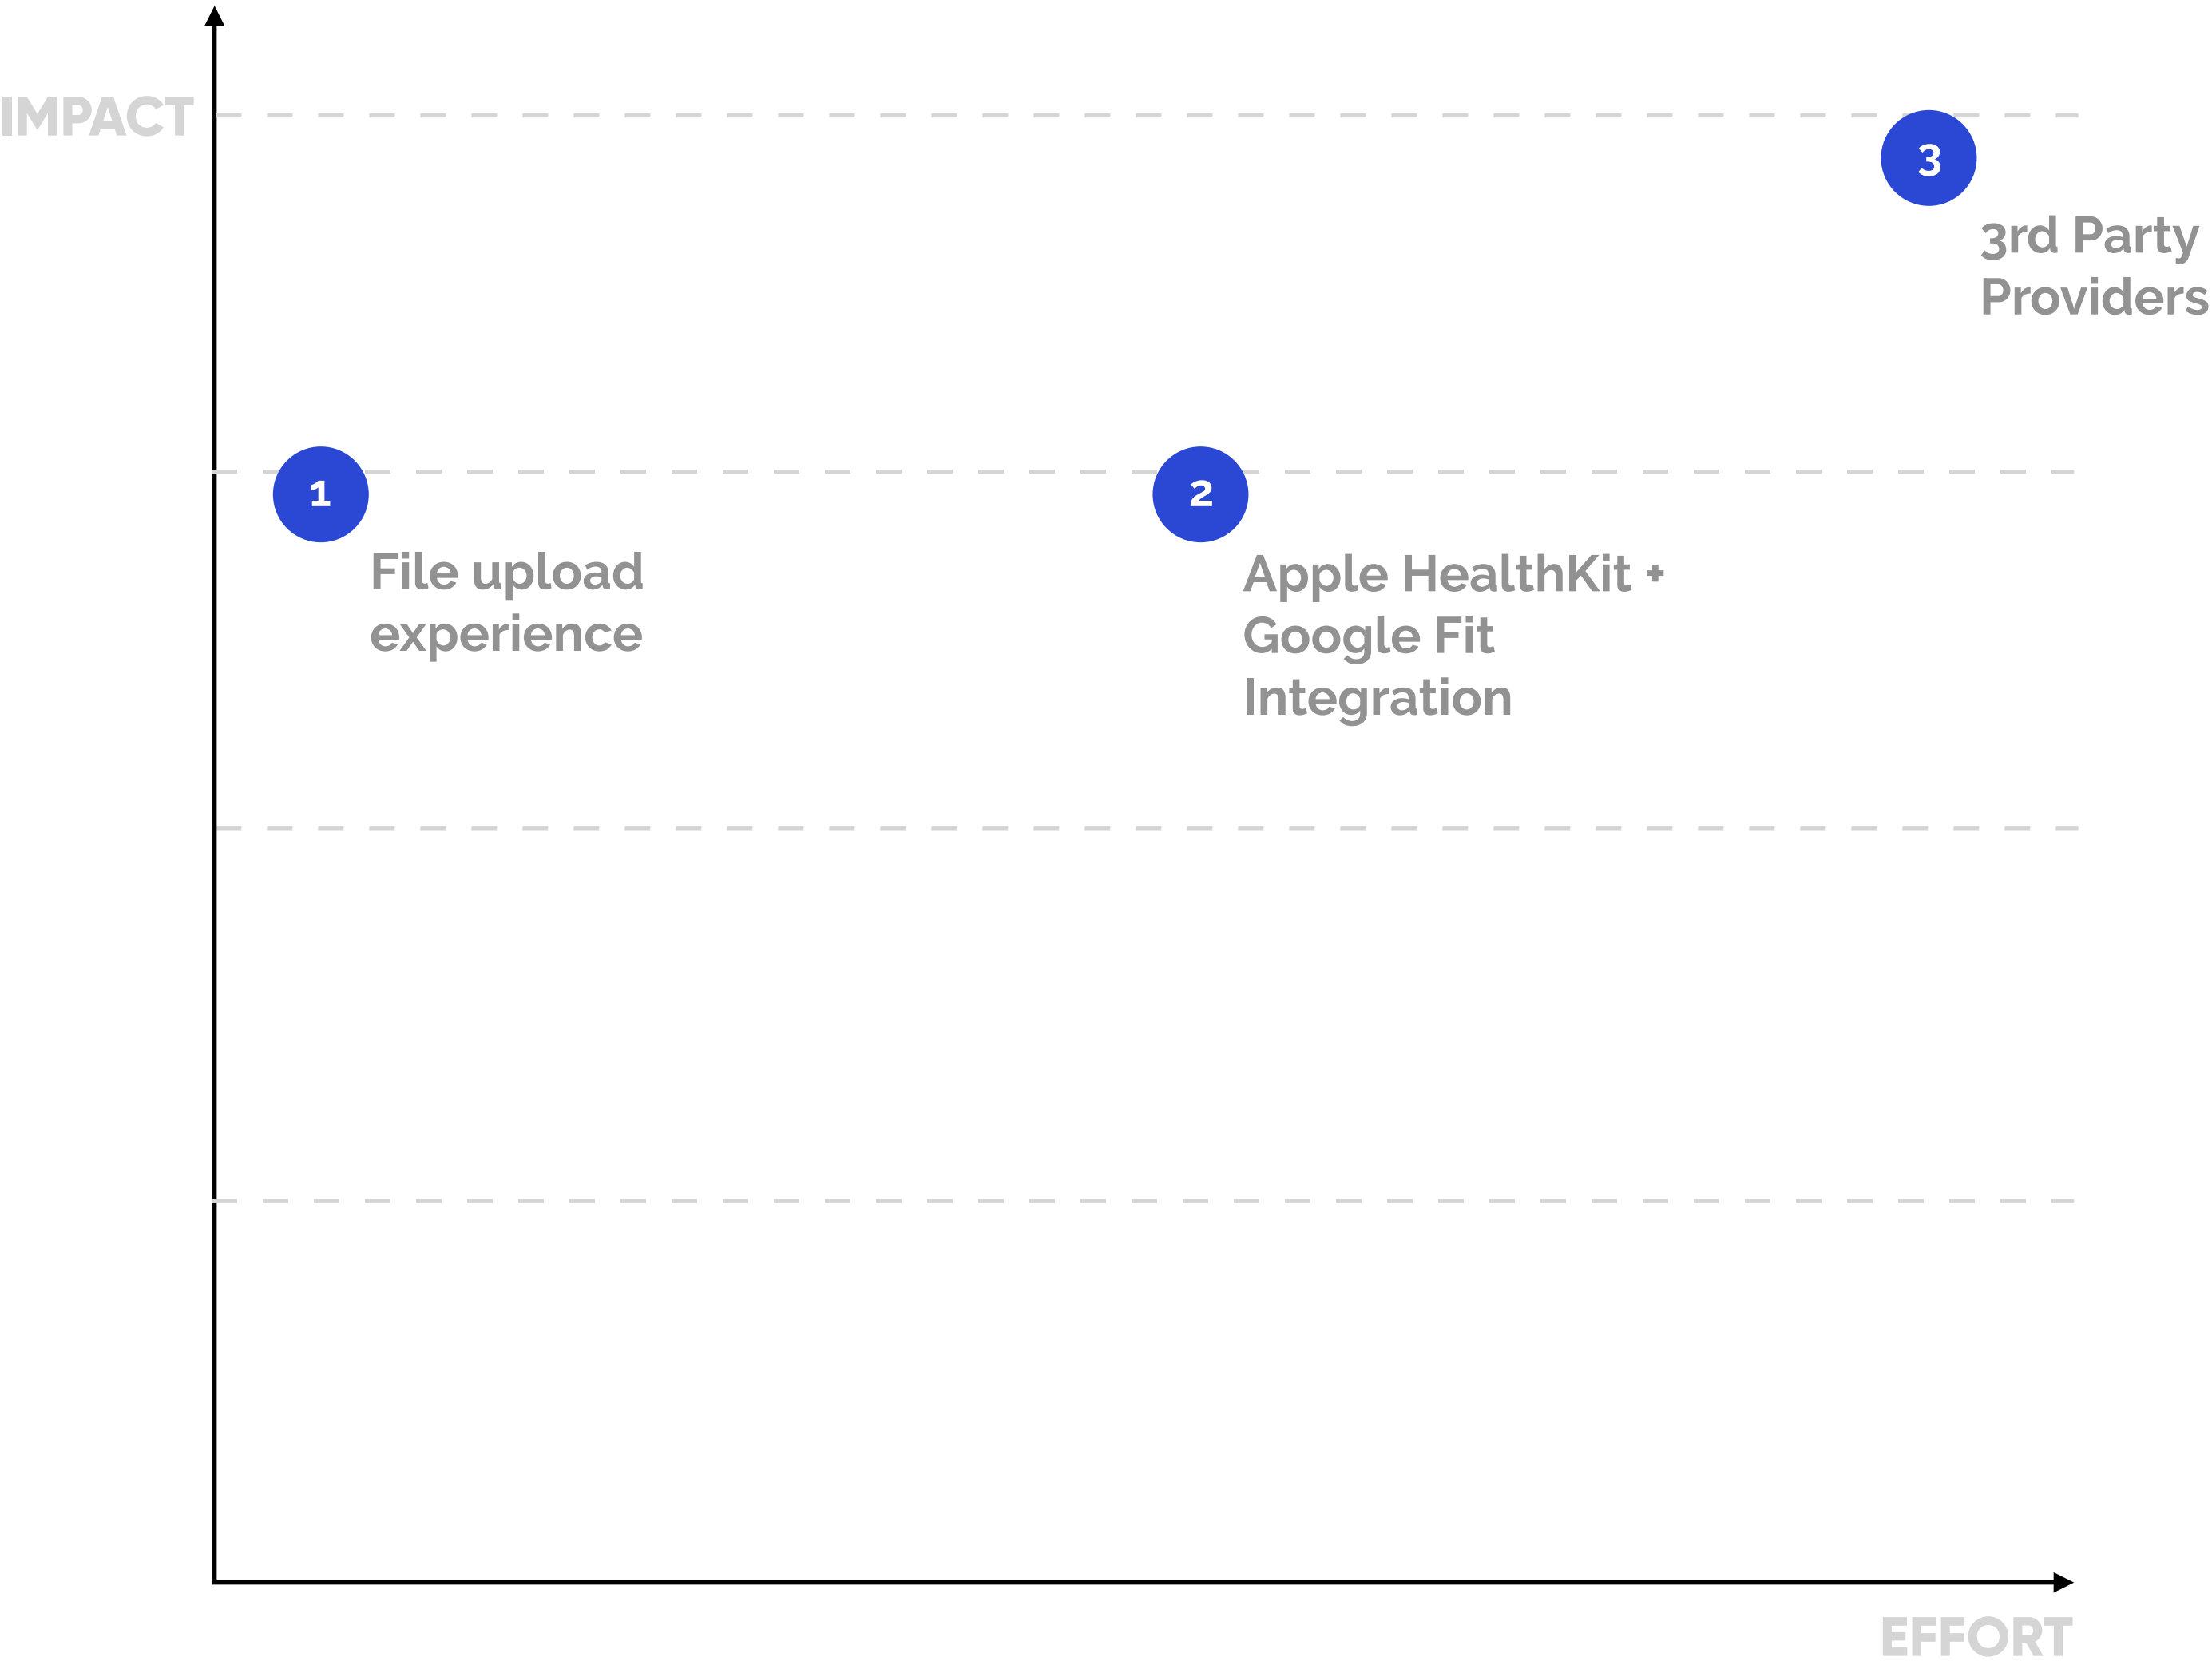 IMPACT
3
3rd Party
Providers
1
File upload
experience
2
Apple HealthKit +
Google Fit
Integration
EFFORT